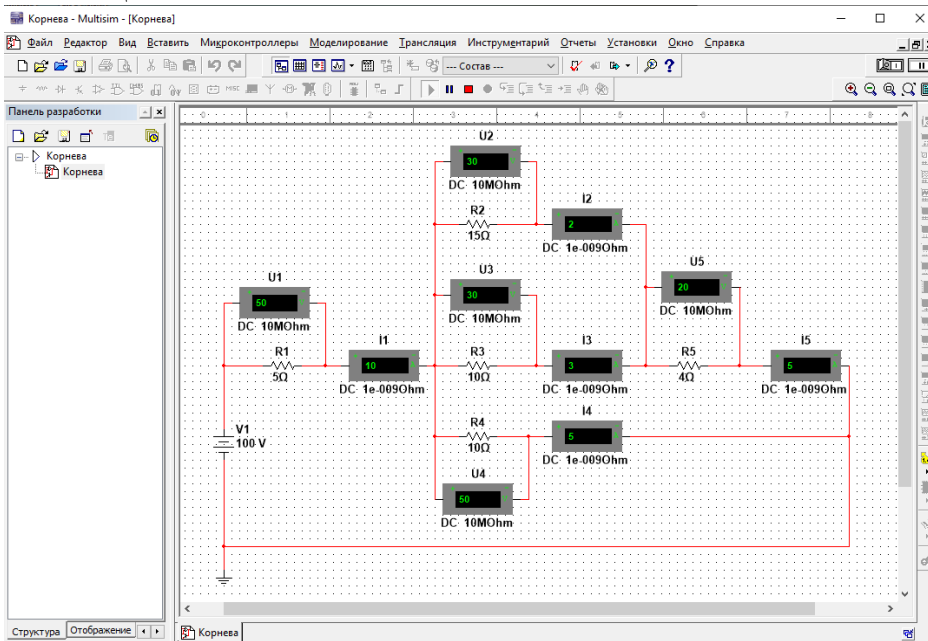 Корнева - Multisim - [Корнева]
Файл Редактор Вид Вставить Микроконтроллеры Моделирование Трансляция Инструментарий Отчеты Установки Окно Справка
--- Состав ---
Панель разработки
Корнева
Корнева
U2
30
DC 10MOhm
R2
15Ω
I2
2
DC 1e-009Ohm
U1
50
DC 10MOhm
U3
30
DC 10MOhm
U5
20
DC 10MOhm
R1
5Ω
I1
10
DC 1e-009Ohm
R3
10Ω
I3
3
DC 1e-009Ohm
R5
4Ω
I5
5
DC 1e-009Ohm
R4
10Ω
I4
5
DC 1e-009Ohm
V1
100 V
U4
50
DC 10MOhm
Структура Отображение
Корнева